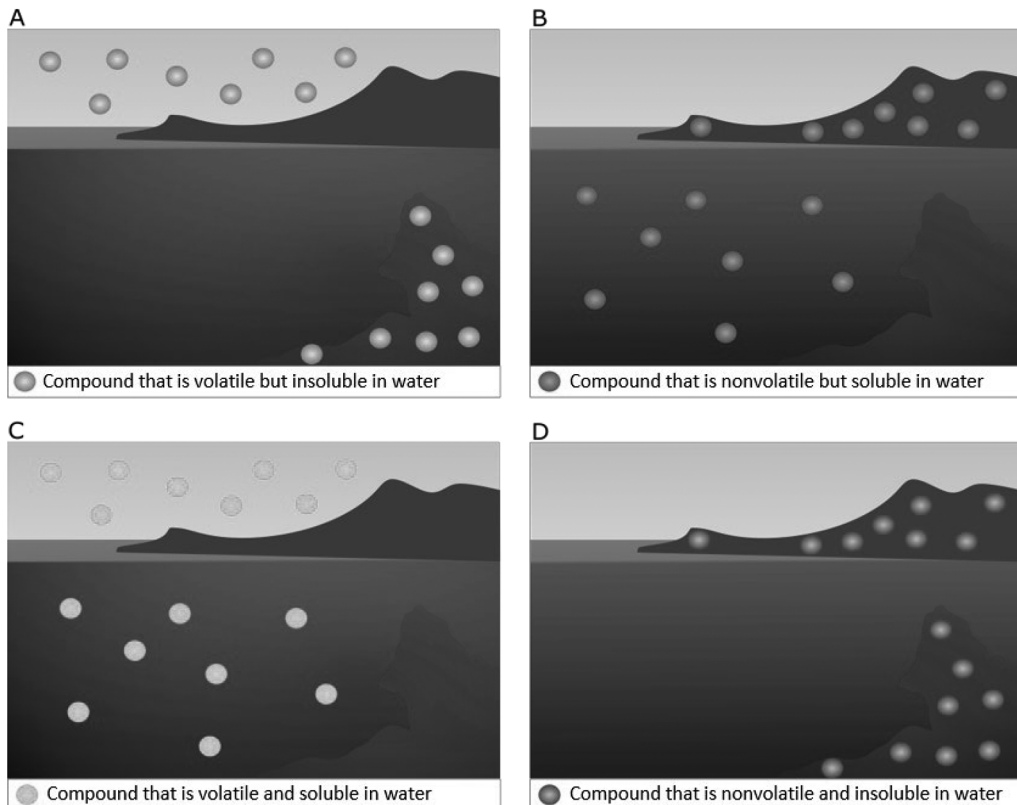 A
B
Compound that is volatile but insoluble in water
Compound that is nonvolatile but soluble in water
C
D
Compound that is volatile and soluble in water
Compound that is nonvolatile and insoluble in water